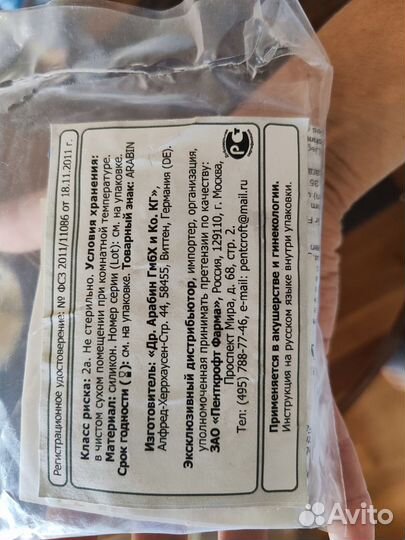 Регистрационное удостоверение: № ФСЗ 2011/11086 от 18.11.2011 г.
Класс риска: 2а. Не стерильно. Условия хранения:
в чистом сухом помещении при комнатной температуре.
Материал: силикон. Номер серии (Lot): см. на упаковке.
Срок годности: см. на упаковке. Товарный знак: ARABIN
Изготовитель: «Др. Арабин ГмбХ и Ко. КГ»,
Алфред-Херрхаусен-Стр. 44, 58455, Виттен, Германия (DE).
Эксклюзивный дистрибьютор, импортер, организация,
уполномоченная принимать претензии по качеству:
ЗАО «Пенткрофт Фарма», Россия, 129110, г. Москва,
Проспект Мира, д. 68, стр. 2.
Тел: (495) 788-77-46, e-mail: pentcroft@mail.ru
Применяется в акушерстве и гинекологии.
Инструкция на русском языке внутри упаковки.
РСТ
Avito